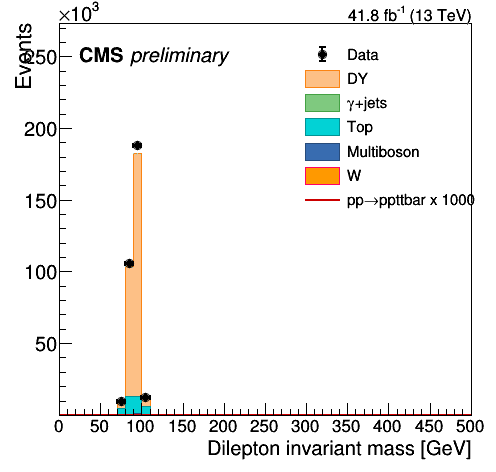 ×10³
41.8 fb⁻¹ (13 TeV)
Events
CMS preliminary
Data
DY
γ+jets
Top
Multiboson
W
pp→ppttbar x 1000
250
200
150
100
50
0 50 100 150 200 250 300 350 400 450 500
Dilepton invariant mass [GeV]